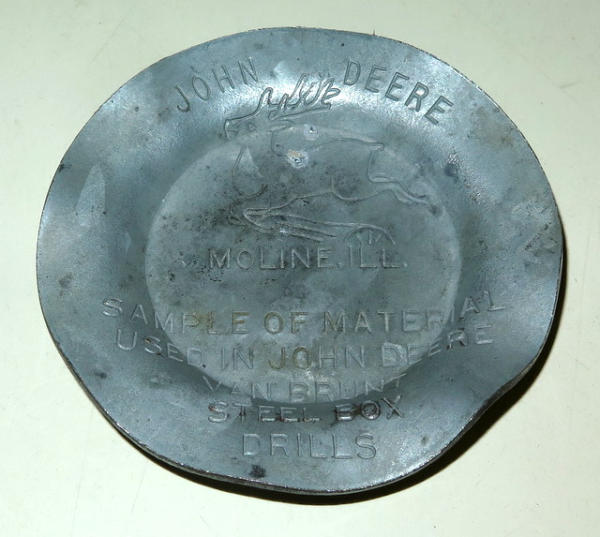 JOHN DEERE
MOLINE, ILL.
SAMPLE OF MATERIAL
USED IN JOHN DEERE
VAN BRUNT
STEEL BOX
DRILLS